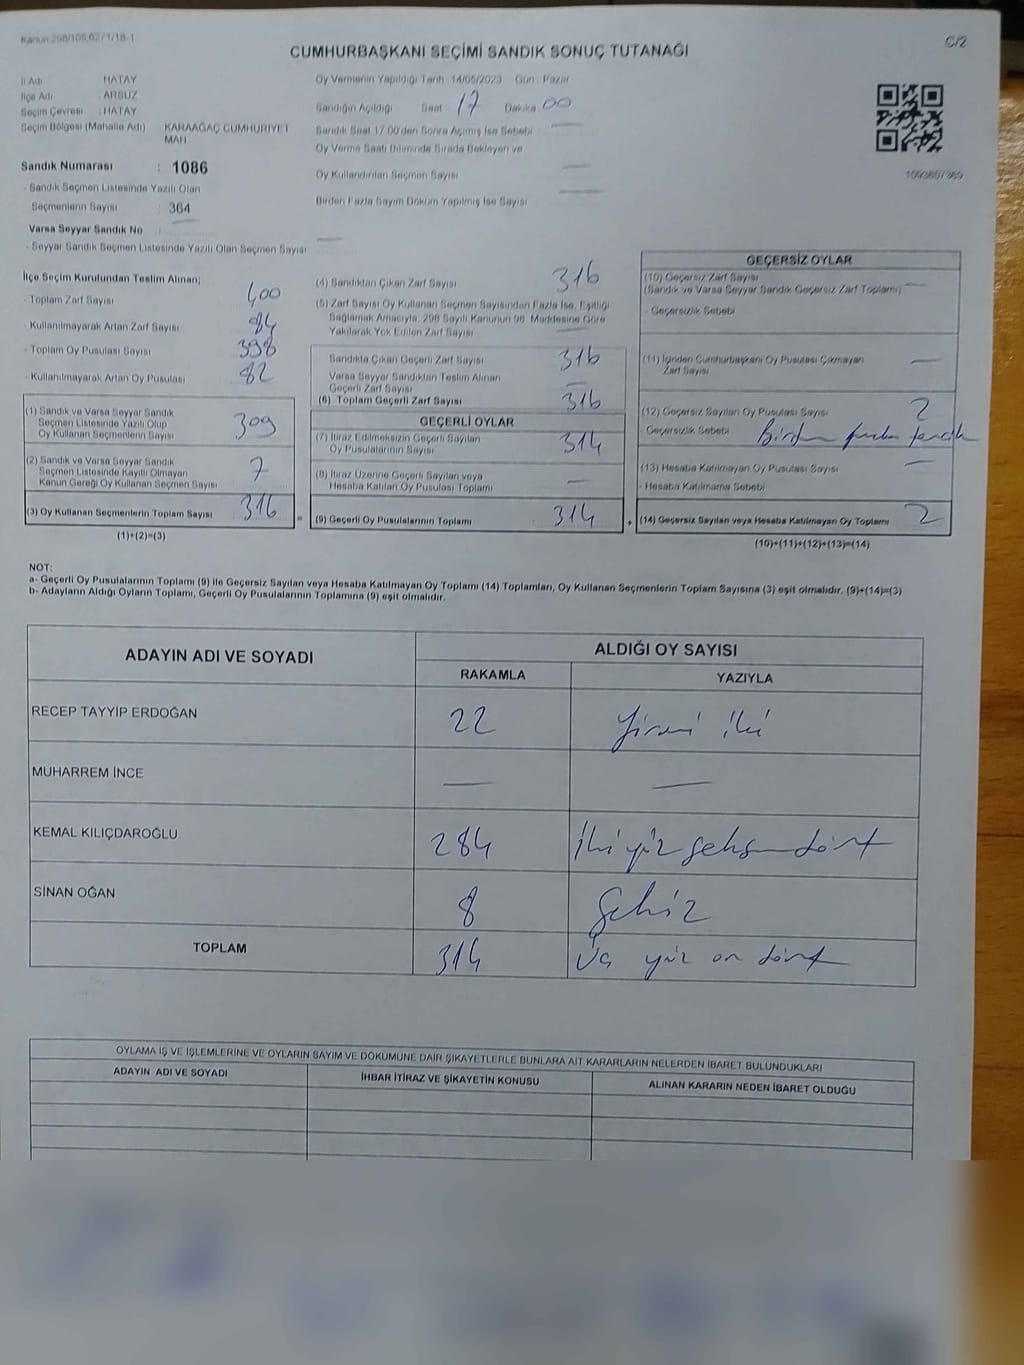 Kanun 298/105,6271/18-1
C/2
CUMHURBAŞKANI SEÇİMİ SANDIK SONUÇ TUTANAĞI
İl Adı : HATAY
İlçe Adı : ARSUZ
Seçim Çevresi : HATAY
Seçim Bölgesi (Mahalle Adı) KARAAĞAÇ CUMHURİYET
MAH
Sandık Numarası : 1086
- Sandık Seçmen Listesinde Yazılı Olan
Seçmenlerin Sayısı : 364
Varsa Seyyar Sandık No —
- Seyyar Sandık Seçmen Listesinde Yazılı Olan Seçmen Sayısı —
Oy Vermenin Yapıldığı Tarih : 14/05/2023 Gün : Pazar
Sandığın Açıldığı Saat : 17 Dakika 00
Sandık Saat 17.00'den Sonra Açılmış İse Sebebi —
Oy Verme Saati Bitiminde Sırada Bekleyen ve
Oy Kullandırılan Seçmen Sayısı —
Birden Fazla Sayım Döküm Yapılmış İse Sayısı —
İlçe Seçim Kurulundan Teslim Alınan;
- Toplam Zarf Sayısı 400
- Kullanılmayarak Artan Zarf Sayısı 84
- Toplam Oy Pusulası Sayısı 398
- Kullanılmayarak Artan Oy Pusulası 82
(1) Sandık ve Varsa Seyyar Sandık
Seçmen Listesinde Yazılı Olup
Oy Kullanan Seçmenlerin Sayısı 309
(2) Sandık ve Varsa Seyyar Sandık
Seçmen Listesinde Kayıtlı Olmayan
Kanun Gereği Oy Kullanan Seçmen Sayısı 7
(3) Oy Kullanan Seçmenlerin Toplam Sayısı 316
(1)+(2)=(3)
=
(4) Sandıktan Çıkan Zarf Sayısı 316
(5) Zarf Sayısı Oy Kullanan Seçmen Sayısından Fazla İse, Eşitliği
Sağlamak Amacıyla, 298 Sayılı Kanunun 98. Maddesine Göre
Yakılarak Yok Edilen Zarf Sayısı —
Sandıkta Çıkan Geçerli Zarf Sayısı 316
Varsa Seyyar Sandıktan Teslim Alınan
Geçerli Zarf Sayısı —
(6) Toplam Geçerli Zarf Sayısı 316
GEÇERLİ OYLAR
(7) İtiraz Edilmeksizin Geçerli Sayılan
Oy Pusulalarının Sayısı 314
(8) İtiraz Üzerine Geçerli Sayılan veya
Hesaba Katılan Oy Pusulası Toplamı —
(9) Geçerli Oy Pusulalarının Toplamı 314
+
GEÇERSİZ OYLAR
(10) Geçersiz Zarf Sayısı
(Sandık ve Varsa Seyyar Sandık Geçersiz Zarf Toplamı) —
- Geçersizlik Sebebi
(11) İçinden Cumhurbaşkanı Oy Pusulası Çıkmayan
Zarf Sayısı —
(12) Geçersiz Sayılan Oy Pusulası Sayısı 2
- Geçersizlik Sebebi Birden fazla tercih
(13) Hesaba Katılmayan Oy Pusulası Sayısı —
- Hesaba Katılmama Sebebi
(14) Geçersiz Sayılan veya Hesaba Katılmayan Oy Toplamı 2
(10)+(11)+(12)+(13)=(14)
NOT:
a- Geçerli Oy Pusulalarının Toplamı (9) ile Geçersiz Sayılan veya Hesaba Katılmayan Oy Toplamı (14) Toplamları, Oy Kullanan Seçmenlerin Toplam Sayısına (3) eşit olmalıdır. (9)+(14)=(3)
b- Adayların Aldığı Oyların Toplamı, Geçerli Oy Pusulalarının Toplamına (9) eşit olmalıdır.
ADAYIN ADI VE SOYADI
ALDIĞI OY SAYISI
RAKAMLA YAZIYLA
RECEP TAYYİP ERDOĞAN 22 yirmi iki
MUHARREM İNCE — —
KEMAL KILIÇDAROĞLU 284 İki yüz seksen dört
SİNAN OĞAN 8 Sekiz
TOPLAM 314 Üç yüz on dört
OYLAMA İŞ VE İŞLEMLERİNE VE OYLARIN SAYIM VE DÖKÜMÜNE DAİR ŞİKAYETLERLE BUNLARA AİT KARARLARIN NELERDEN İBARET BULUNDUKLARI
ADAYIN ADI VE SOYADI İHBAR İTİRAZ VE ŞİKAYETİN KONUSU ALINAN KARARIN NEDEN İBARET OLDUĞU